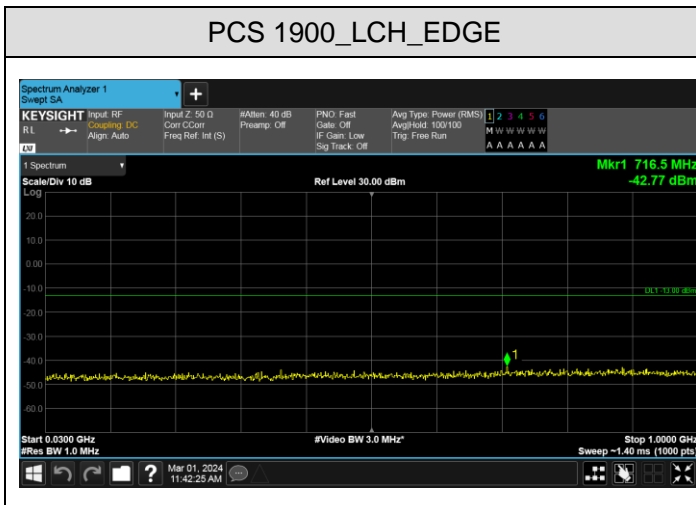 PCS 1900_LCH_EDGE
Spectrum Analyzer 1
Swept SA
+
KEYSIGHT Input: RF Input Z: 50 Ω #Atten: 40 dB PNO: Fast Avg Type: Power (RMS) 1 2 3 4 5 6
RL Coupling: DC Corr CCorr Preamp: Off Gate: Off Avg|Hold: 100/100 M W W W W W
Align: Auto Freq Ref: Int (S) IF Gain: Low Trig: Free Run
LXI Sig Track: Off A A A A A A
1 Spectrum Mkr1 716.5 MHz
Scale/Div 10 dB Ref Level 30.00 dBm -42.77 dBm
Log
20.0
10.0
0.00
-10.0 DL1 -13.00 dBm
-20.0
-30.0
-40.0 1
-50.0
-60.0
Start 0.0300 GHz #Video BW 3.0 MHz* Stop 1.0000 GHz
#Res BW 1.0 MHz Sweep ~1.40 ms (1000 pts)
? Mar 01, 2024
11:42:25 AM